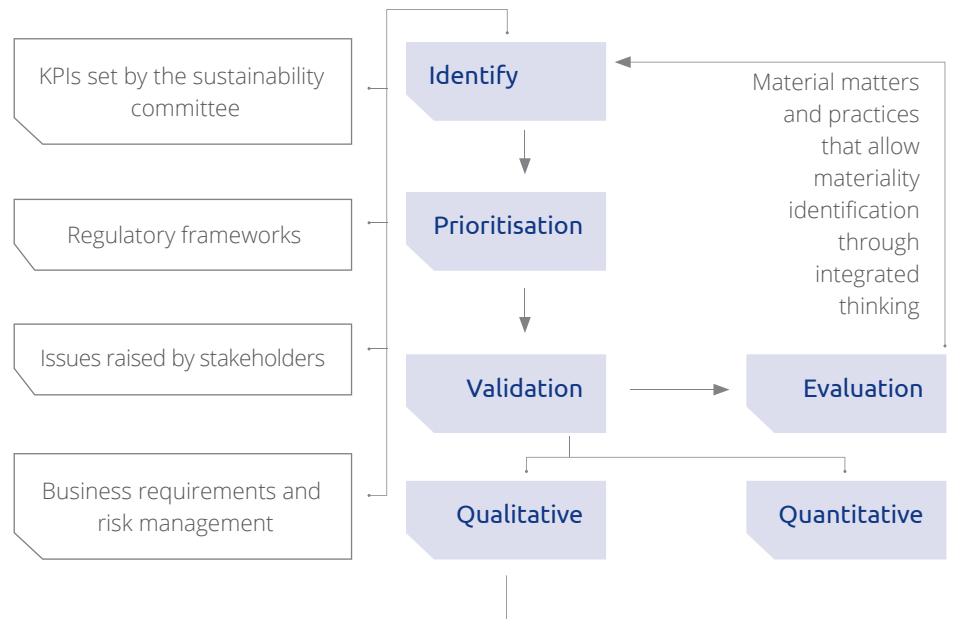 KPIs set by the sustainability
committee
Regulatory frameworks
Issues raised by stakeholders
Business requirements and
risk management
Identify
Prioritisation
Validation
Evaluation
Qualitative
Quantitative
Material matters
and practices
that allow
materiality
identification
through
integrated
thinking